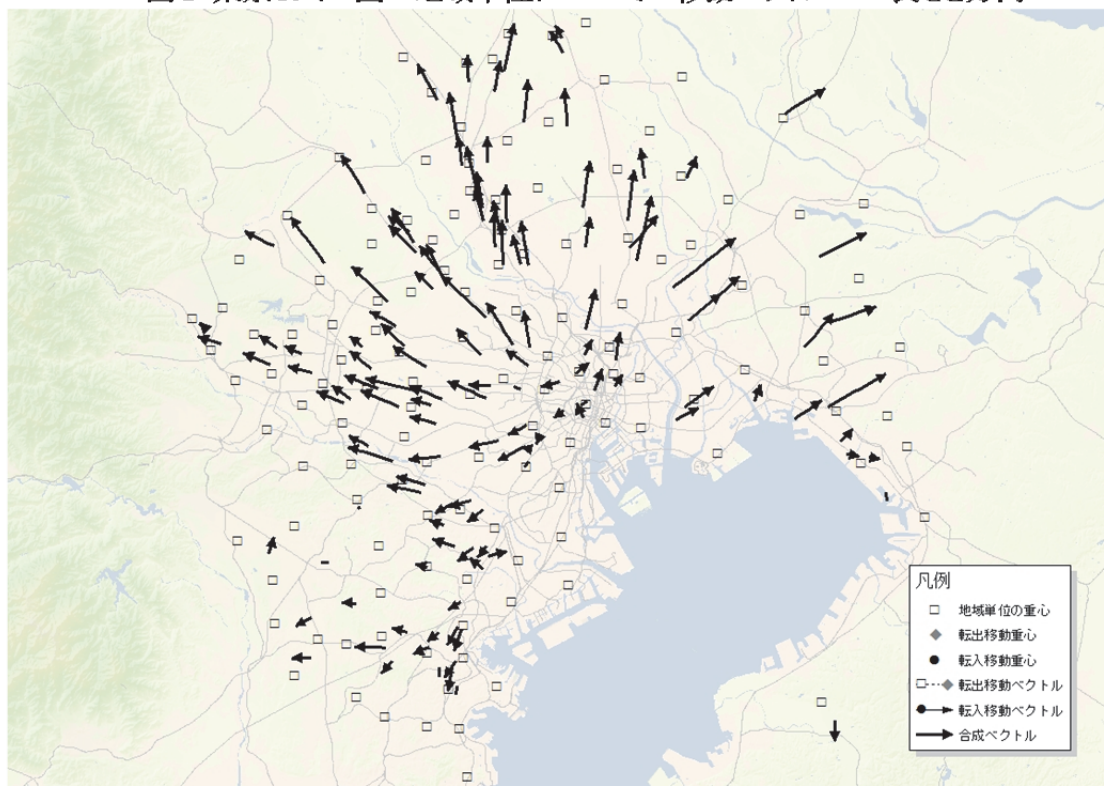 凡例
地域単位の重心
転出移動重心
転入移動重心
転出移動ベクトル
転入移動ベクトル
合成ベクトル